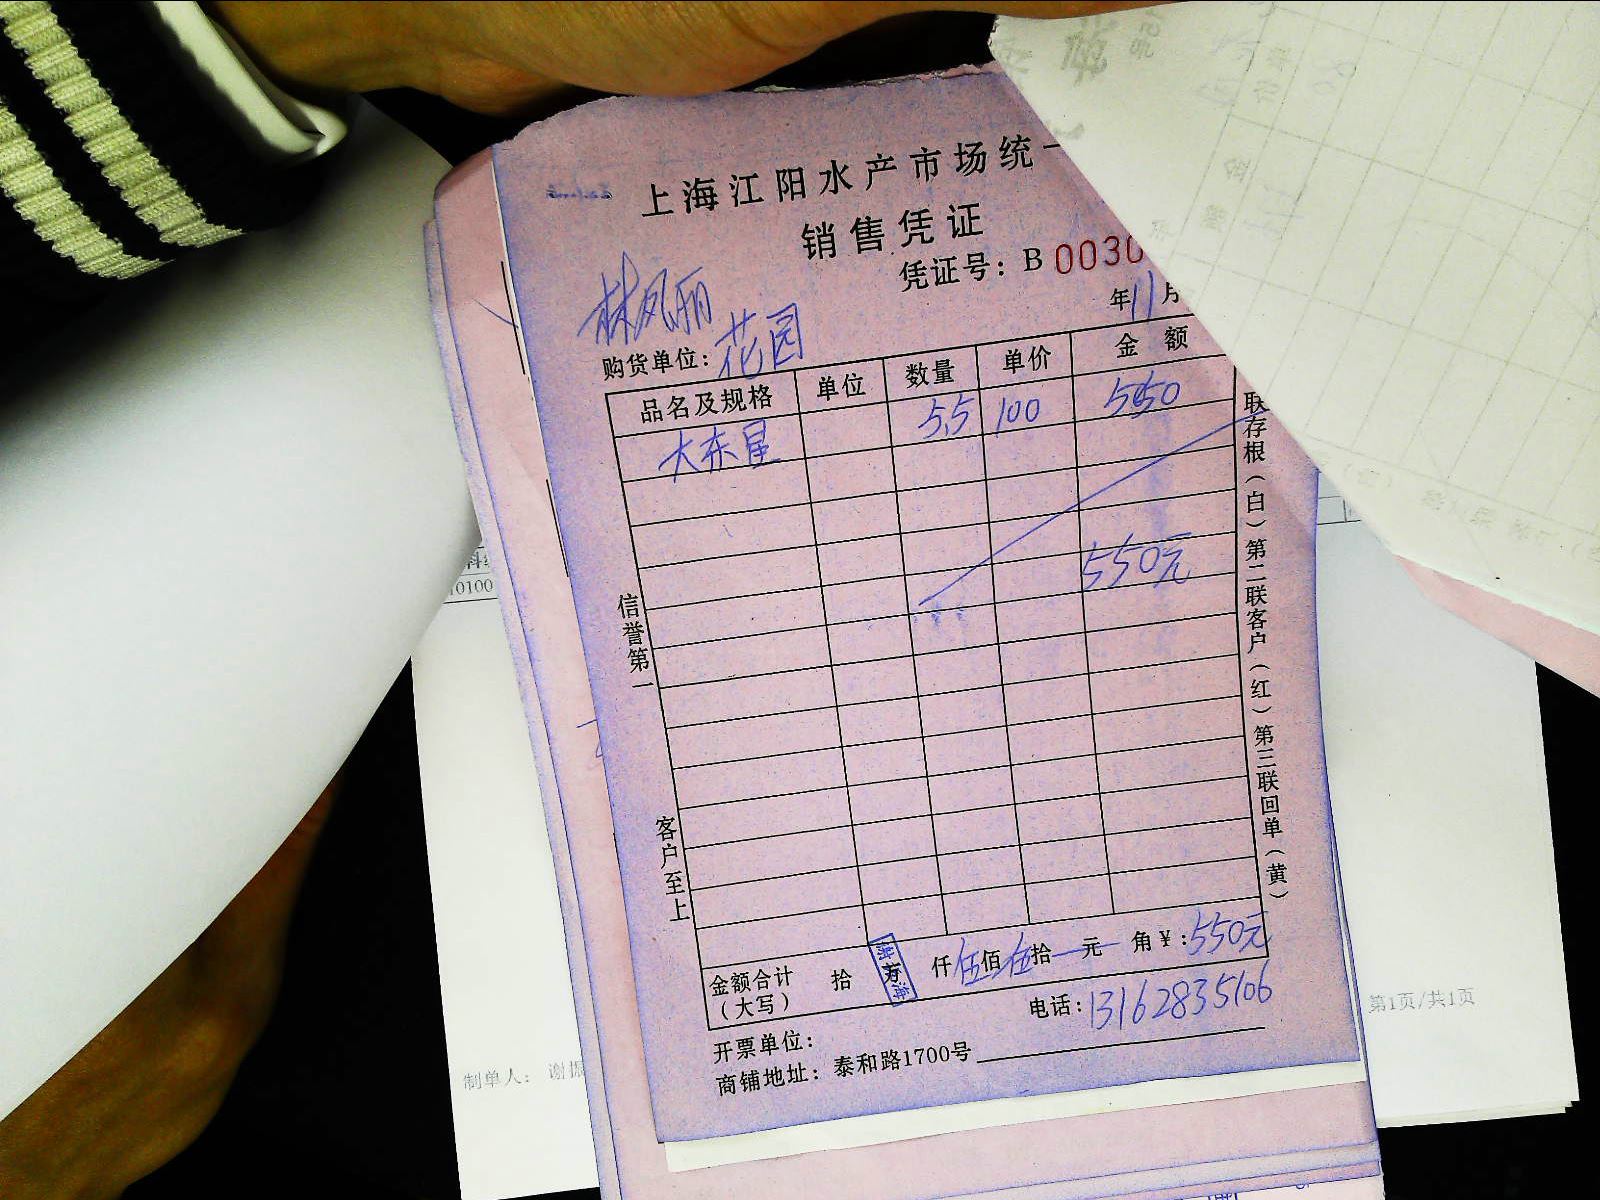 上海江阳水产市场统一
销售凭证
凭证号：B 0030
年11月
林凤丽
购货单位：花园
品名及规格 单位 数量 单价 金额
大东星 5.5 100 550
550元
信誉第一
客户至上
联存根（白）第二联客户（红）第三联回单（黄）
金额合计（大写） 拾 万 仟 伍佰 伍拾 元 角 ¥：550元
电话：13162835106
开票单位：
商铺地址：泰和路1700号
10100
制单人： 谢振
第1页/共1页